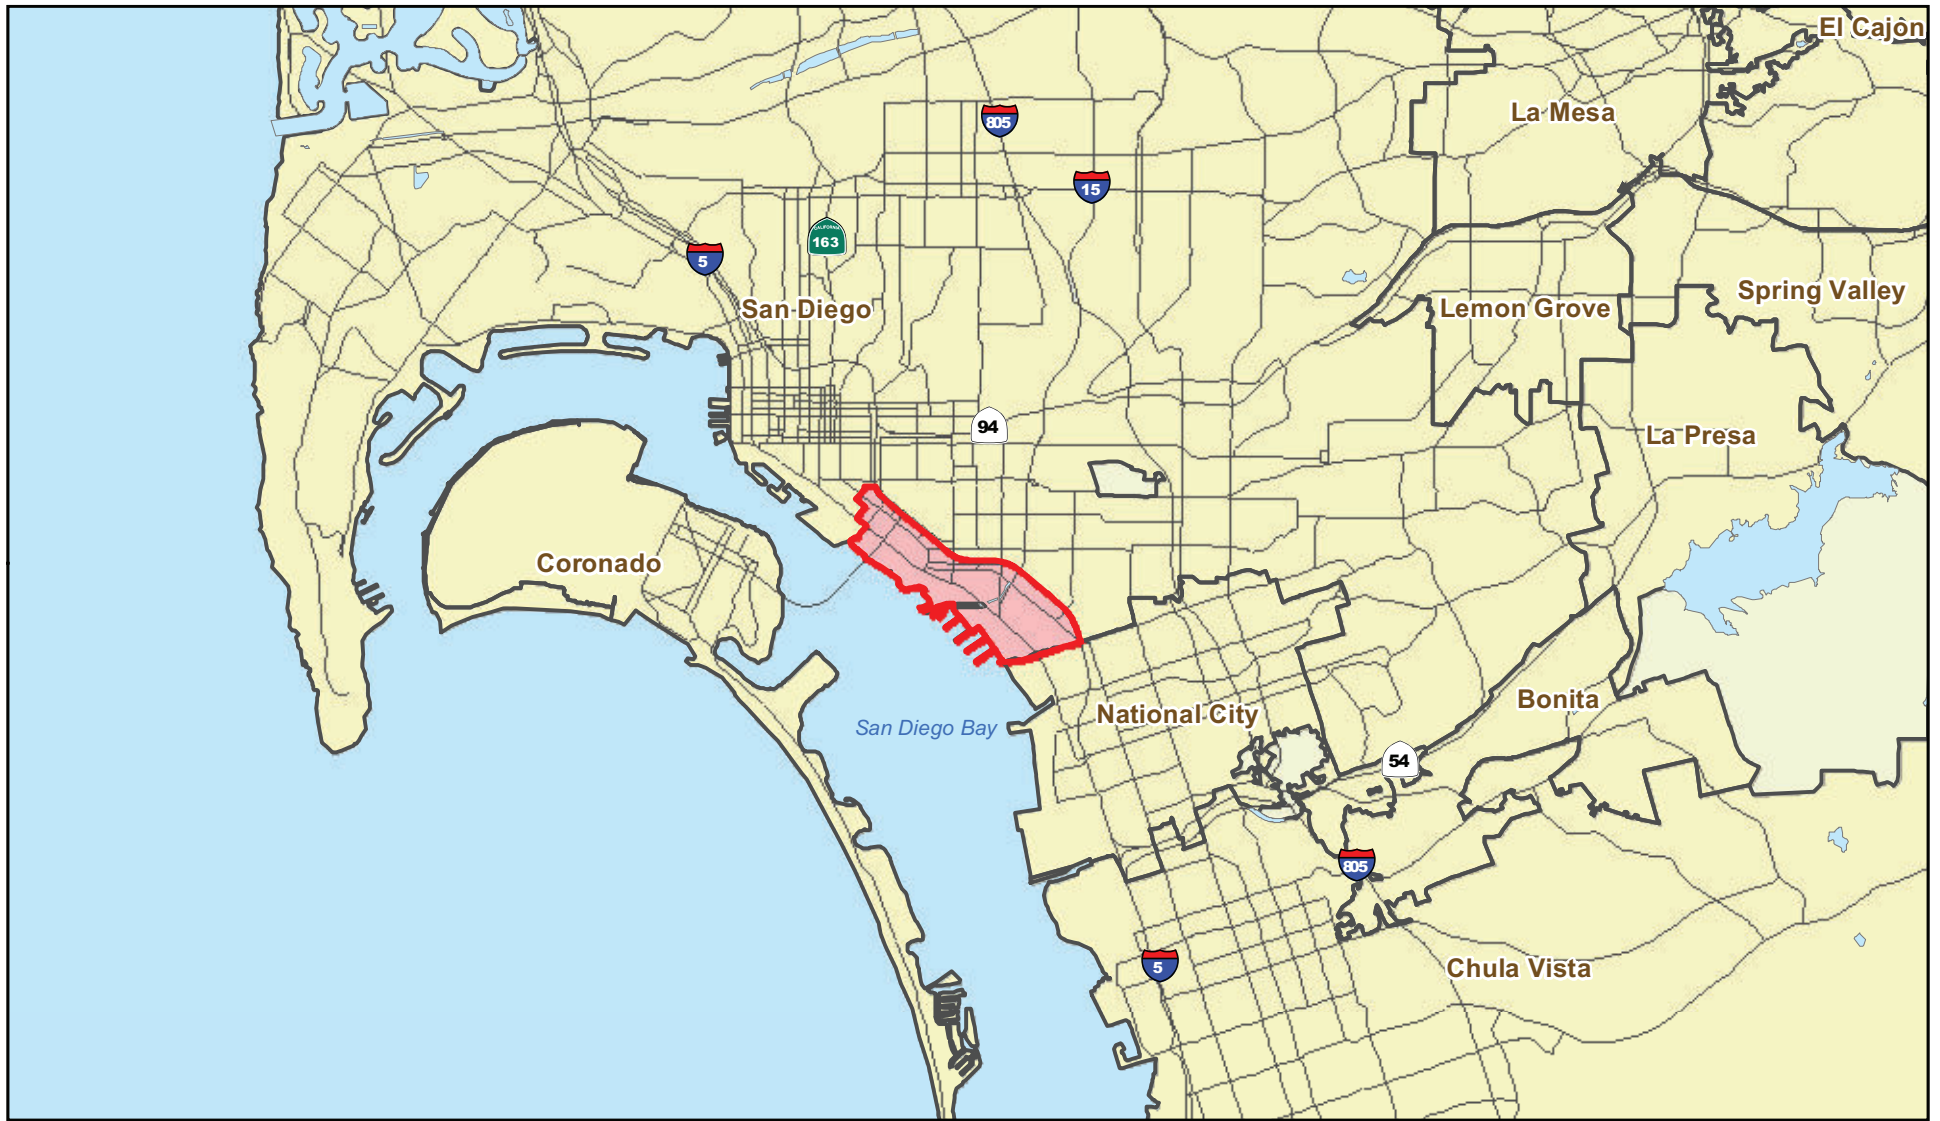 El Cajon
La Mesa
805
15
CALIFORNIA
163
5
San Diego
Spring Valley
Lemon Grove
94
La Presa
Coronado
Bonita
National City
San Diego Bay
54
805
5
Chula Vista